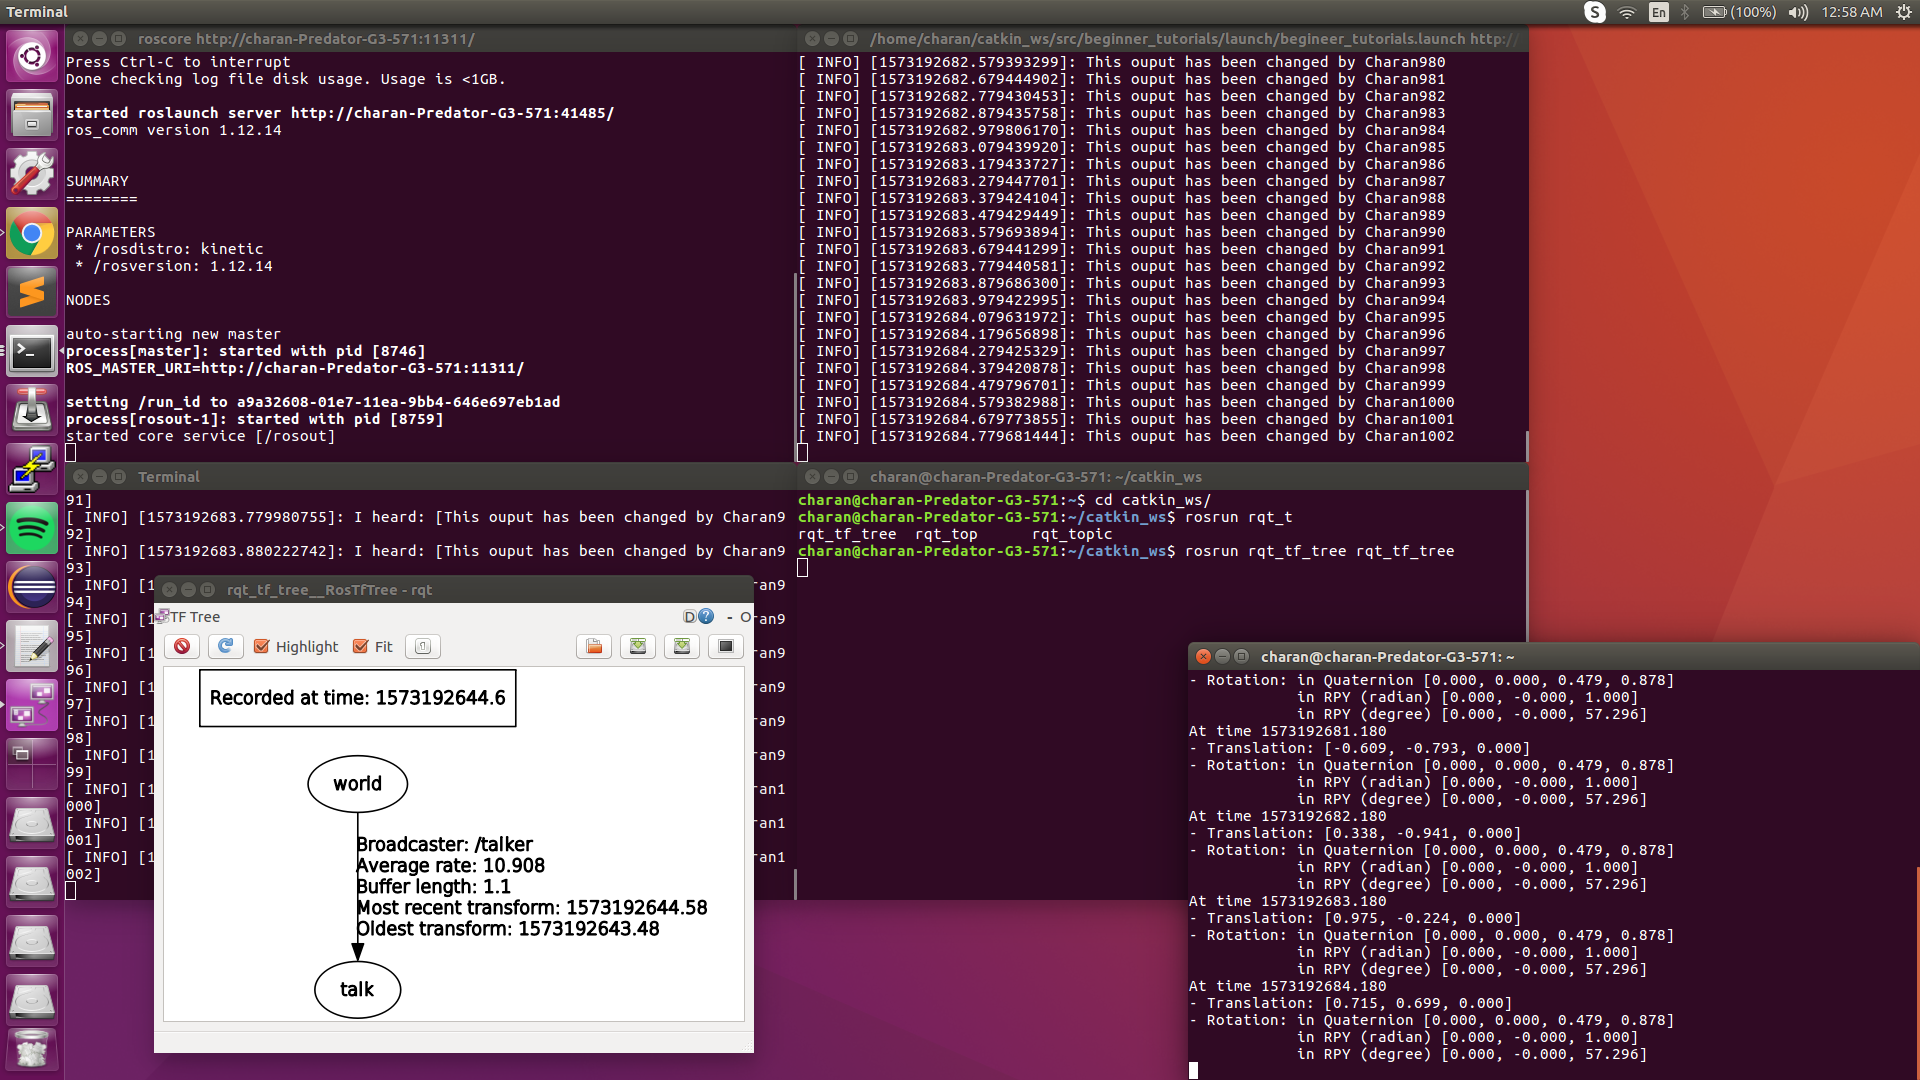 Terminal
S
En
(100%)
12:58 AM
roscore http://charan-Predator-G3-571:11311/
Press Ctrl-C to interrupt
Done checking log file disk usage. Usage is <1GB.
started roslaunch server http://charan-Predator-G3-571:41485/
ros_comm version 1.12.14
SUMMARY
========
PARAMETERS
* /rosdistro: kinetic
* /rosversion: 1.12.14
NODES
auto-starting new master
process[master]: started with pid [8746]
ROS_MASTER_URI=http://charan-Predator-G3-571:11311/
setting /run_id to a9a32608-01e7-11ea-9bb4-646e697eb1ad
process[rosout-1]: started with pid [8759]
started core service [/rosout]
/home/charan/catkin_ws/src/beginner_tutorials/launch/begineer_tutorials.launch http://
[ INFO] [1573192682.579393299]: This ouput has been changed by Charan980
[ INFO] [1573192682.679444902]: This ouput has been changed by Charan981
[ INFO] [1573192682.779430453]: This ouput has been changed by Charan982
[ INFO] [1573192682.879435758]: This ouput has been changed by Charan983
[ INFO] [1573192682.979806170]: This ouput has been changed by Charan984
[ INFO] [1573192683.079439920]: This ouput has been changed by Charan985
[ INFO] [1573192683.179433727]: This ouput has been changed by Charan986
[ INFO] [1573192683.279447701]: This ouput has been changed by Charan987
[ INFO] [1573192683.379424104]: This ouput has been changed by Charan988
[ INFO] [1573192683.479429449]: This ouput has been changed by Charan989
[ INFO] [1573192683.579693894]: This ouput has been changed by Charan990
[ INFO] [1573192683.679441299]: This ouput has been changed by Charan991
[ INFO] [1573192683.779440581]: This ouput has been changed by Charan992
[ INFO] [1573192683.879686300]: This ouput has been changed by Charan993
[ INFO] [1573192683.979422995]: This ouput has been changed by Charan994
[ INFO] [1573192684.079631972]: This ouput has been changed by Charan995
[ INFO] [1573192684.179656898]: This ouput has been changed by Charan996
[ INFO] [1573192684.279425329]: This ouput has been changed by Charan997
[ INFO] [1573192684.379420878]: This ouput has been changed by Charan998
[ INFO] [1573192684.479796701]: This ouput has been changed by Charan999
[ INFO] [1573192684.579382988]: This ouput has been changed by Charan1000
[ INFO] [1573192684.679773855]: This ouput has been changed by Charan1001
[ INFO] [1573192684.779681444]: This ouput has been changed by Charan1002
Terminal
91]
[ INFO] [1573192683.779980755]: I heard: [This ouput has been changed by Charan9
92]
[ INFO] [1573192683.880222742]: I heard: [This ouput has been changed by Charan9
93]
[ INFO] [1 ran9
94]
[ INFO] [1 ran9
95]
[ INFO] [1 ran9
96]
[ INFO] [1 ran9
97]
[ INFO] [1 ran9
98]
[ INFO] [1 ran9
99]
[ INFO] [1 ran1
000]
[ INFO] [1 ran1
001]
[ INFO] [1 ran1
002]
charan@charan-Predator-G3-571: ~/catkin_ws
charan@charan-Predator-G3-571:~$ cd catkin_ws/
charan@charan-Predator-G3-571:~/catkin_ws$ rosrun rqt_t
rqt_tf_tree rqt_top rqt_topic
charan@charan-Predator-G3-571:~/catkin_ws$ rosrun rqt_tf_tree rqt_tf_tree
rqt_tf_tree__RosTfTree - rqt
TF Tree
D ? - O
Highlight
Fit
Recorded at time: 1573192644.6
world
Broadcaster: /talker
Average rate: 10.908
Buffer length: 1.1
Most recent transform: 1573192644.58
Oldest transform: 1573192643.48
talk
charan@charan-Predator-G3-571: ~
- Rotation: in Quaternion [0.000, 0.000, 0.479, 0.878]
in RPY (radian) [0.000, -0.000, 1.000]
in RPY (degree) [0.000, -0.000, 57.296]
At time 1573192681.180
- Translation: [-0.609, -0.793, 0.000]
- Rotation: in Quaternion [0.000, 0.000, 0.479, 0.878]
in RPY (radian) [0.000, -0.000, 1.000]
in RPY (degree) [0.000, -0.000, 57.296]
At time 1573192682.180
- Translation: [0.338, -0.941, 0.000]
- Rotation: in Quaternion [0.000, 0.000, 0.479, 0.878]
in RPY (radian) [0.000, -0.000, 1.000]
in RPY (degree) [0.000, -0.000, 57.296]
At time 1573192683.180
- Translation: [0.975, -0.224, 0.000]
- Rotation: in Quaternion [0.000, 0.000, 0.479, 0.878]
in RPY (radian) [0.000, -0.000, 1.000]
in RPY (degree) [0.000, -0.000, 57.296]
At time 1573192684.180
- Translation: [0.715, 0.699, 0.000]
- Rotation: in Quaternion [0.000, 0.000, 0.479, 0.878]
in RPY (radian) [0.000, -0.000, 1.000]
in RPY (degree) [0.000, -0.000, 57.296]